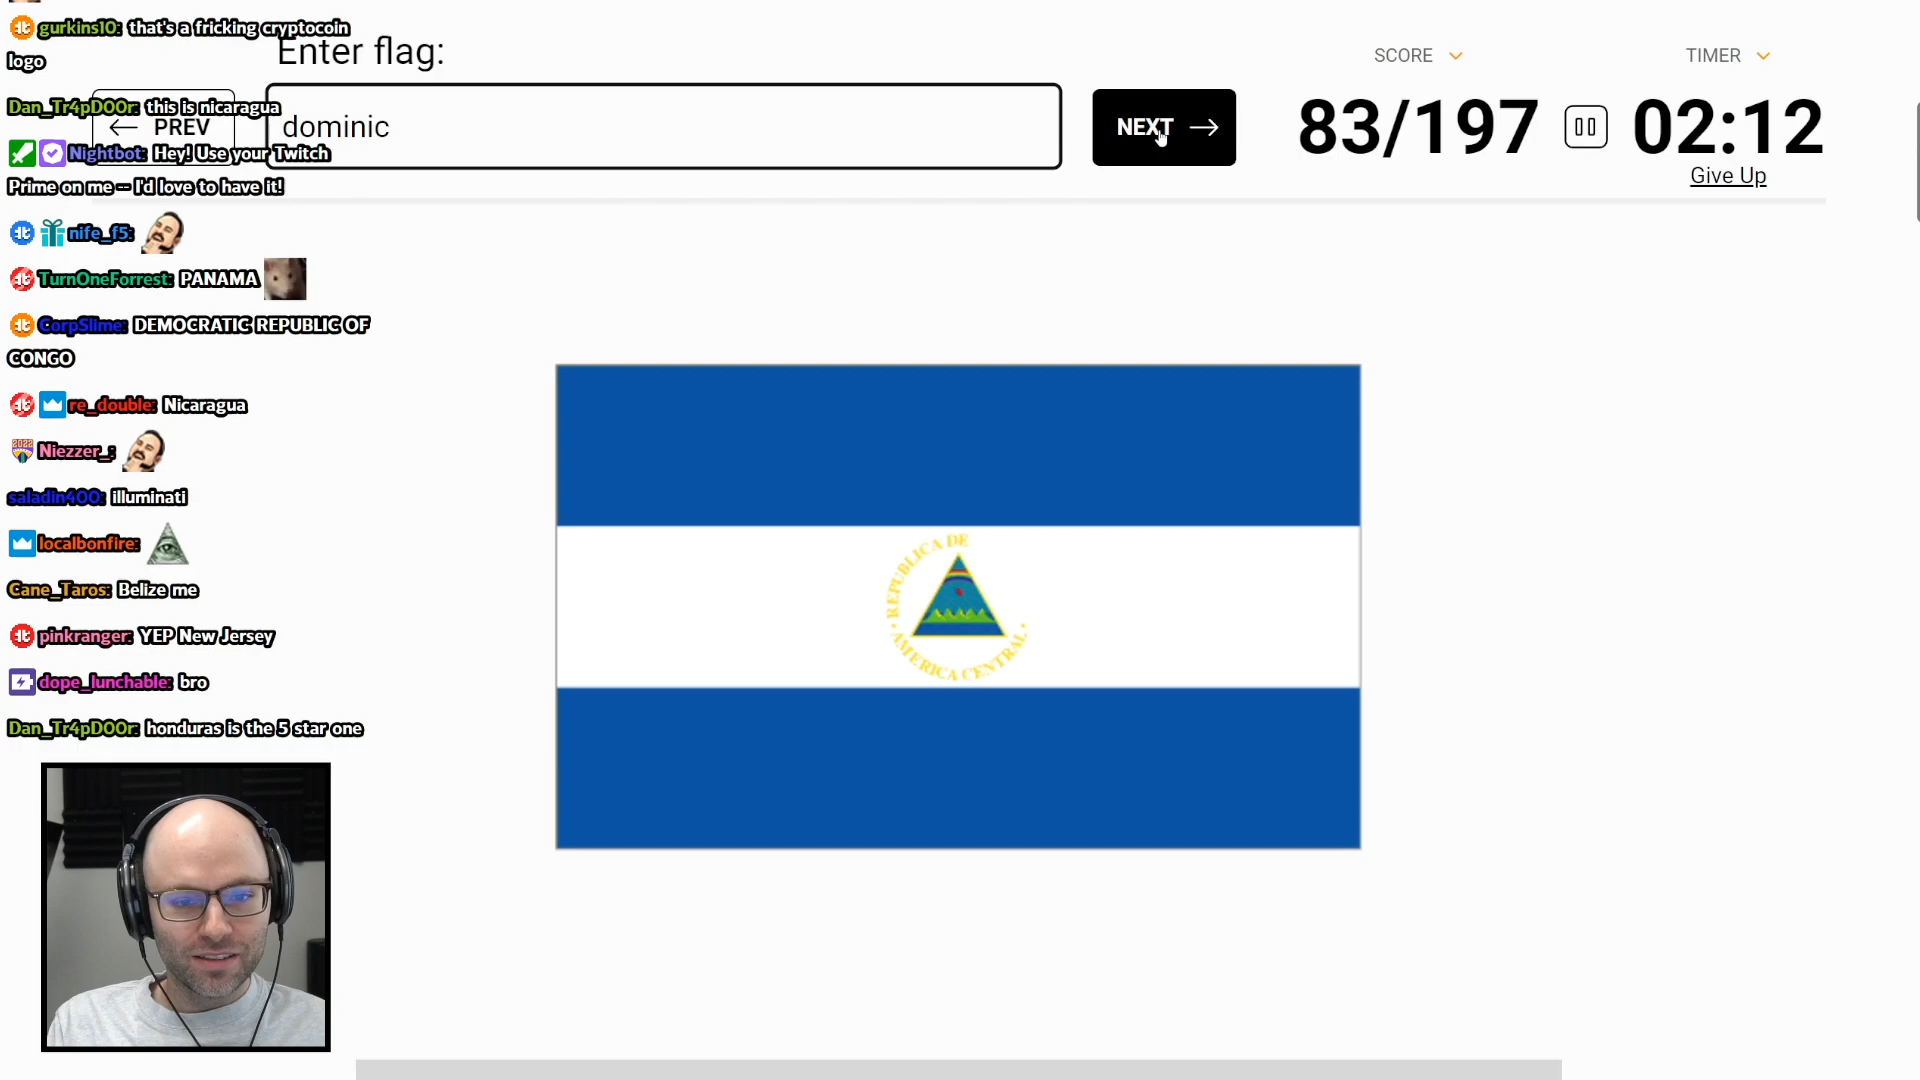 gurkins10: that's a fricking cryptocoin
logo
Enter flag:
SCORE
TIMER
Dan_Tr4pD00r: this is nicaragua
PREV
dominic
NEXT
83/197
02:12
Nightbot: Hey! Use your Twitch
Prime on me -- I'd love to have it!
Give Up
nife_f5:
TurnOneForrest: PANAMA
CorpSlime: DEMOCRATIC REPUBLIC OF
CONGO
re_double: Nicaragua
Niezzer_:
saladin400: illuminati
localbonfire:
Cane_Taros: Belize me
pinkranger: YEP New Jersey
dope_lunchable: bro
Dan_Tr4pD00r: honduras is the 5 star one
REPUBLICA DE
AMERICA CENTRAL